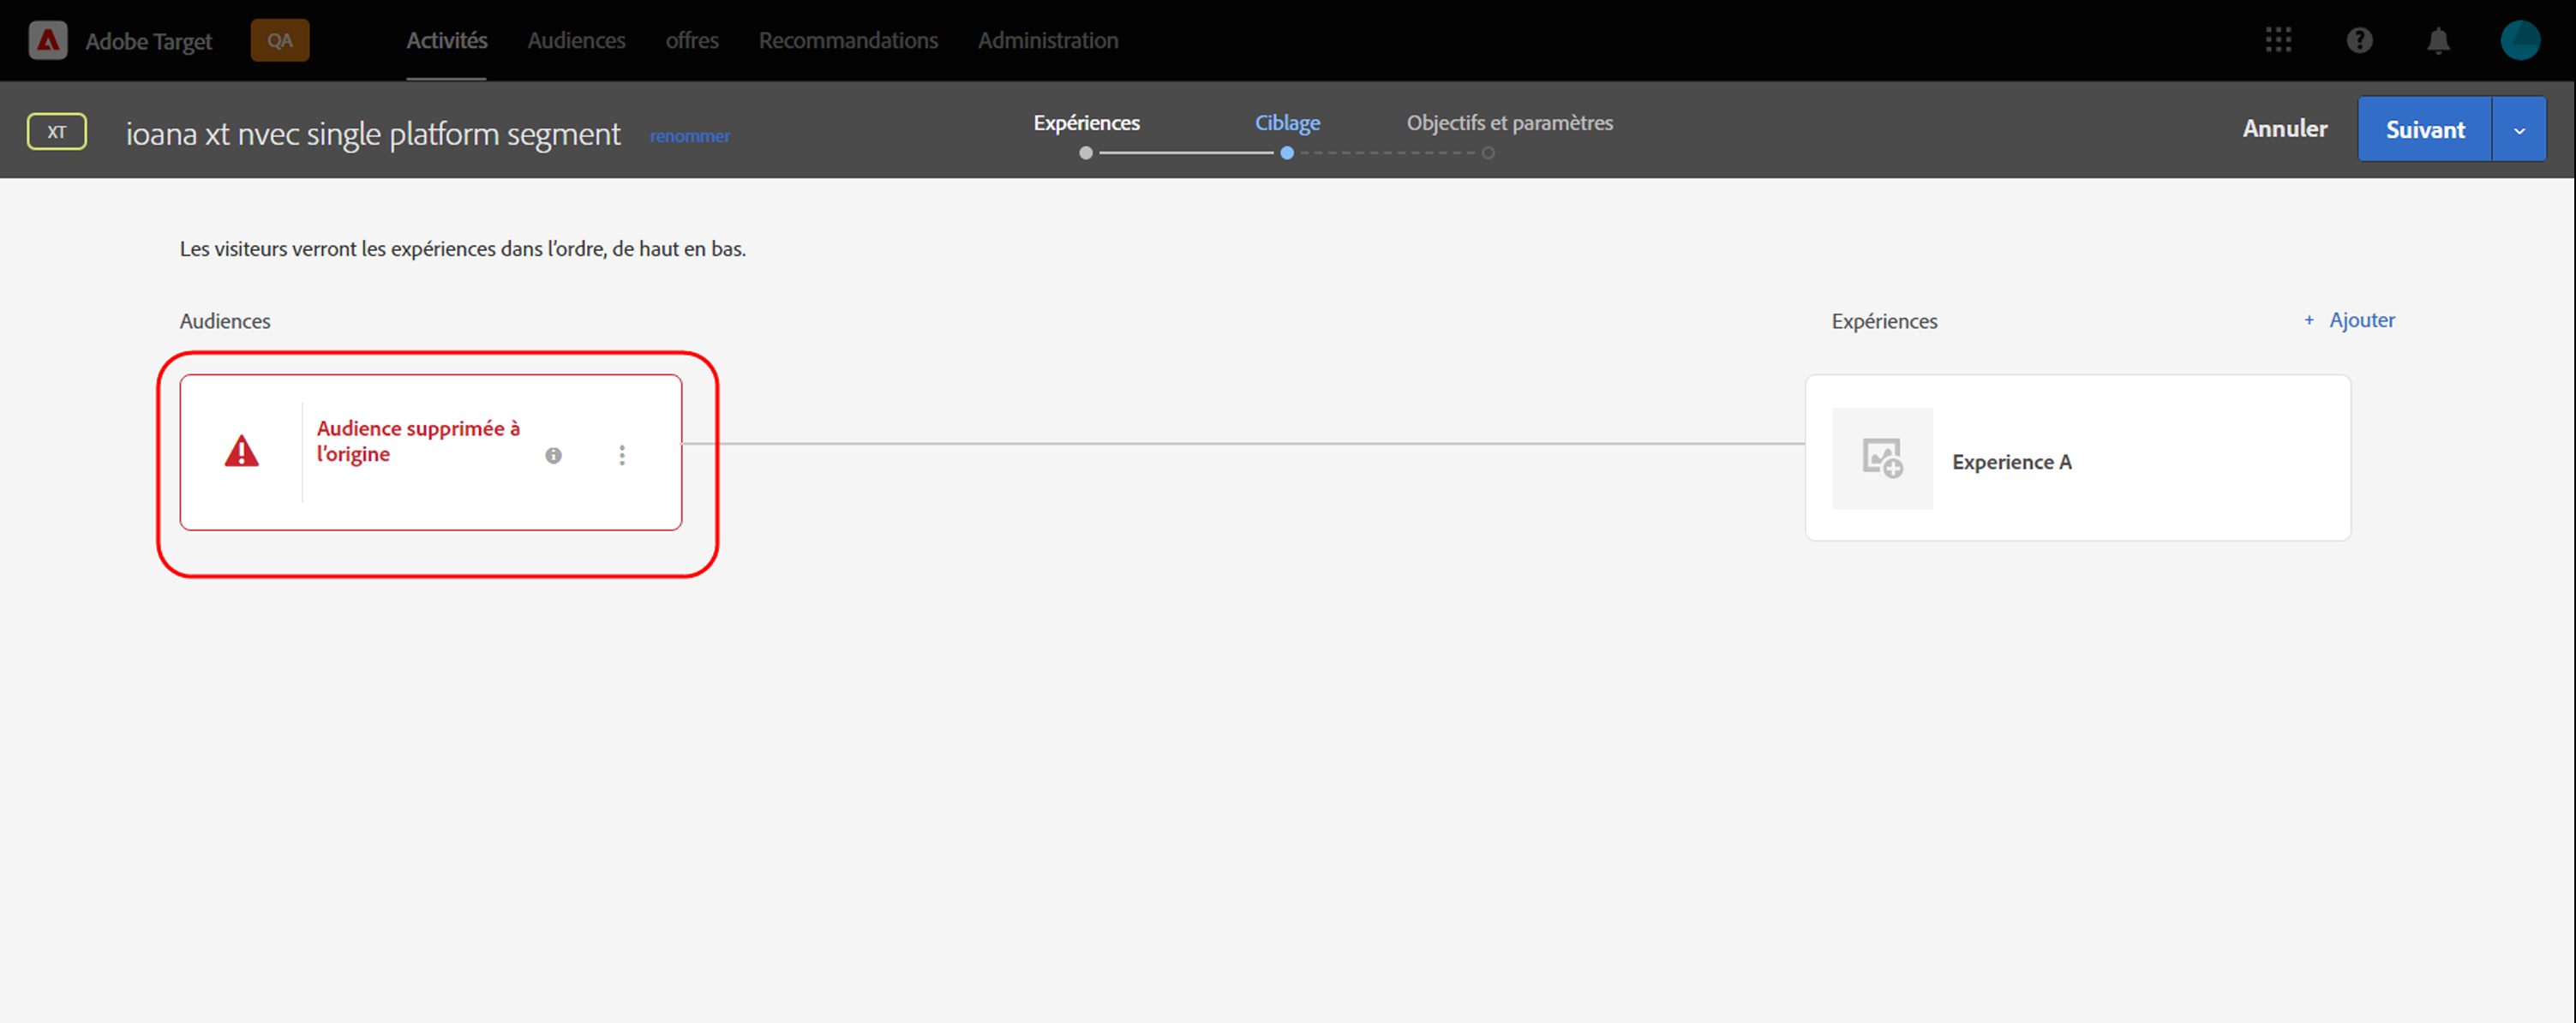 Adobe Target
QA
Activités
Audiences
offres
Recommandations
Administration
XT
ioana xt nvec single platform segment
renommer
Expériences
Ciblage
Objectifs et paramètres
Annuler
Suivant
Les visiteurs verront les expériences dans l’ordre, de haut en bas.
Audiences
Expériences
+ Ajouter
Audience supprimée à
l’origine
Experience A